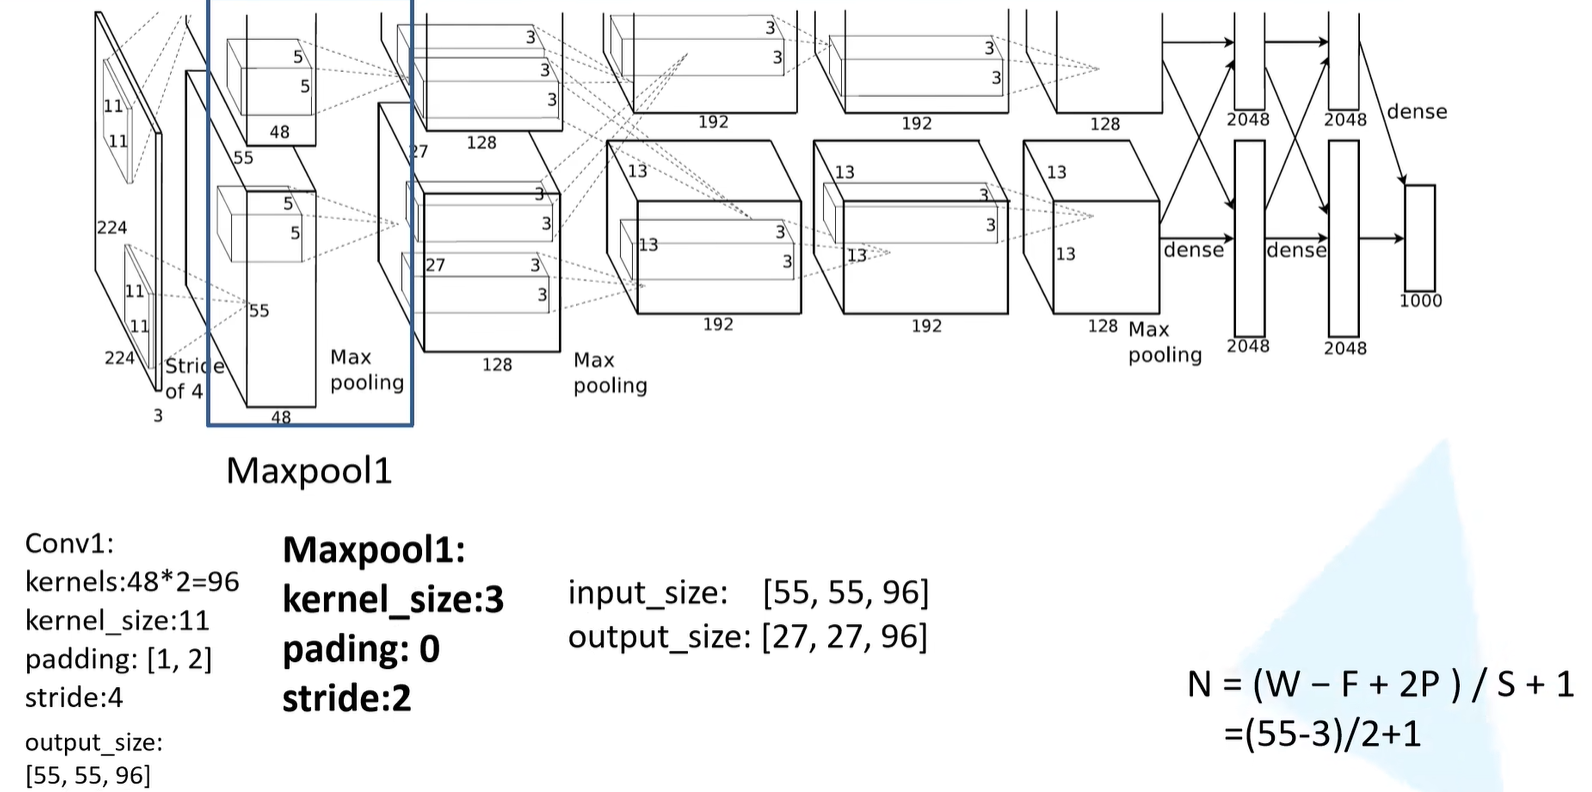 11
11
224
11
11
224
3
Stride
of 4
5
5
48
55
5
5
55
48
Max
pooling
3
3
3
128
27
3
3
27
3
3
128
Max
pooling
3
3
192
13
3
3
13
192
3
3
192
13
3
3
13
192
128
13
13
128
Max
pooling
2048
2048
dense
dense
dense
2048
2048
1000
Maxpool1
Conv1:
kernels:48*2=96
kernel_size:11
padding: [1, 2]
stride:4
output_size:
[55, 55, 96]
Maxpool1:
kernel_size:3
pading: 0
stride:2
input_size: [55, 55, 96]
output_size: [27, 27, 96]
N = (W − F + 2P ) / S + 1
=(55-3)/2+1